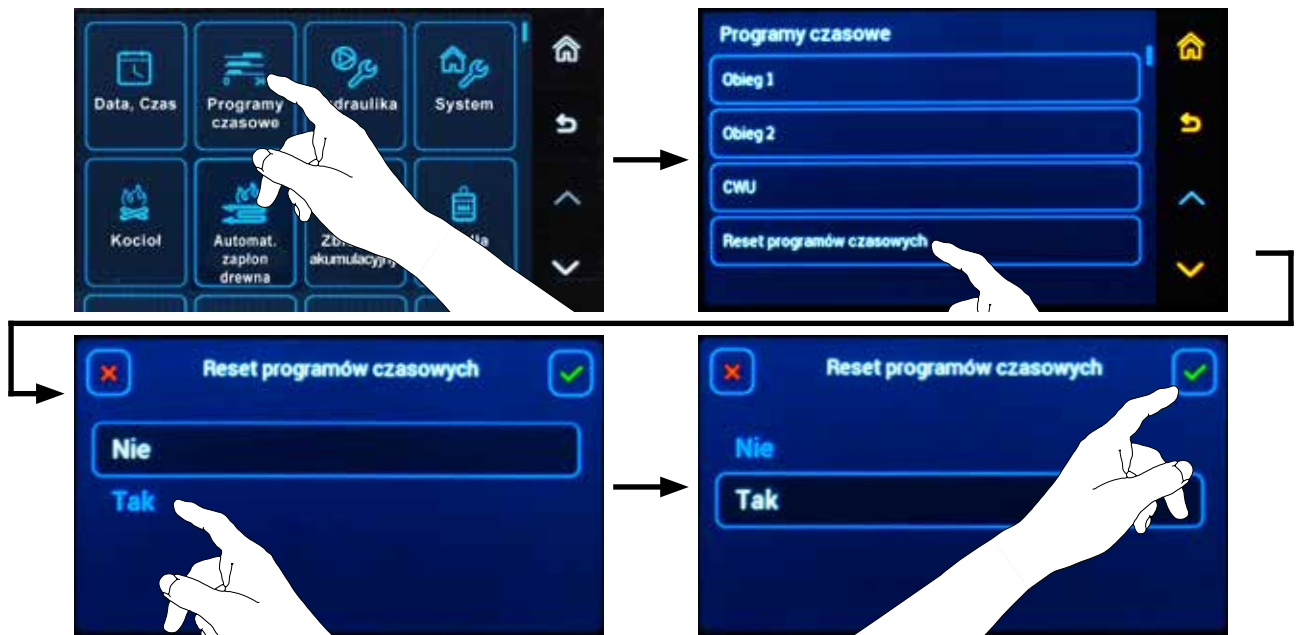 Data, Czas
Programy
czasowe
draulika
System
Kocioł
Automat.
zapłon
drewna
akumulacyjn
Programy czasowe
Obieg 1
Obieg 2
CWU
Reset programów czasowych
Reset programów czasowych
Nie
Tak
Reset programów czasowych
Nie
Tak